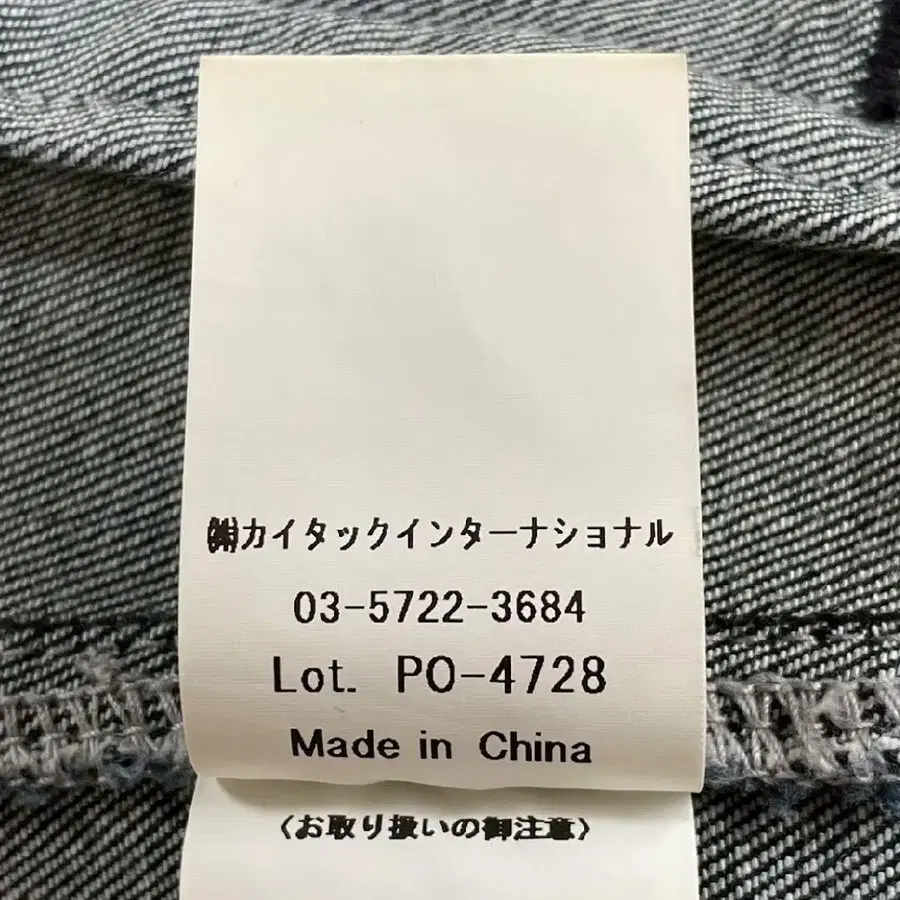 ㈱カイタックインターナショナル
03-5722-3684
Lot. PO-4728
Made in China
〈お取り扱いの御注意〉